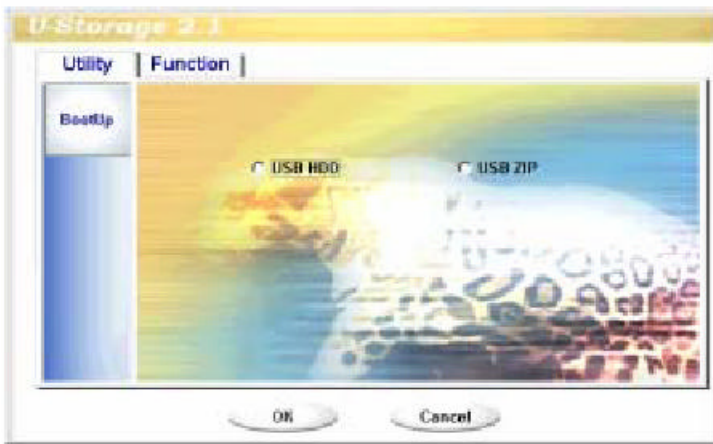 U-Storage 2.1
Utility Function
BootUp
USB HDD USB ZIP
OK Cancel